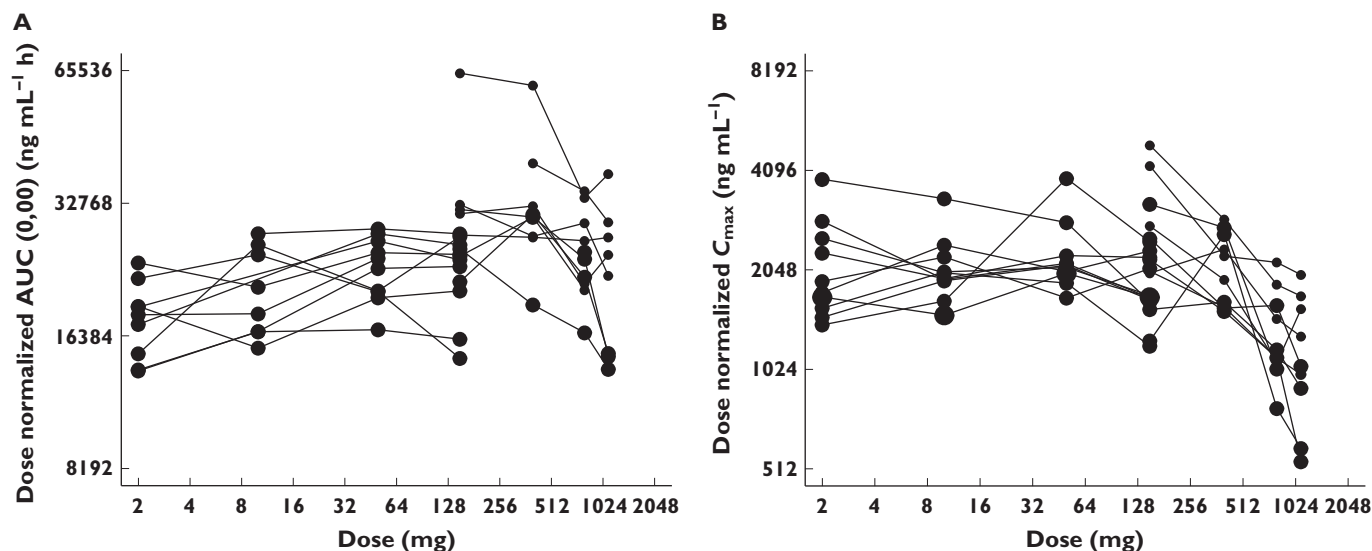 A
Dose normalized AUC (0,00) (ng mL⁻¹ h)
65536
32768
16384
8192
2 4 8 16 32 64 128 256 512 1024 2048
Dose (mg)
B
Dose normalized Cmax (ng mL⁻¹)
8192
4096
2048
1024
512
2 4 8 16 32 64 128 256 512 1024 2048
Dose (mg)